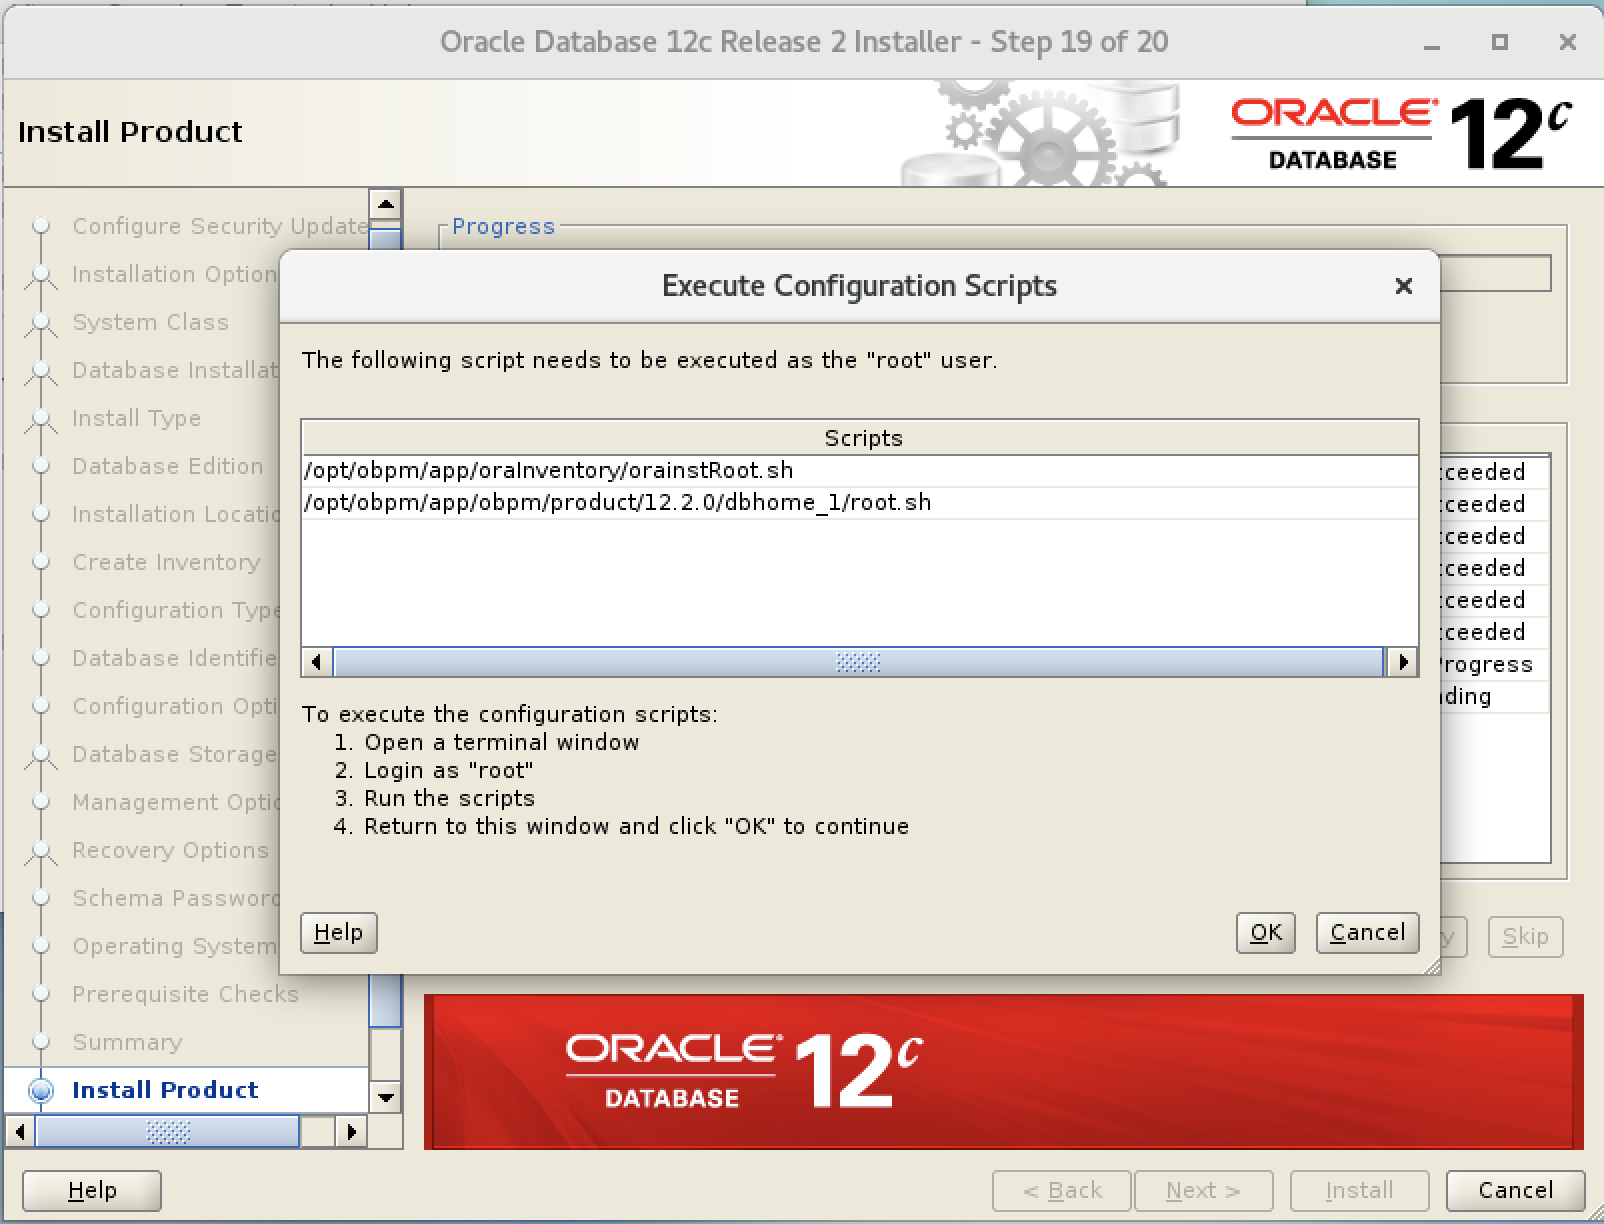 Oracle Database 12c Release 2 Installer - Step 19 of 20
Install Product
ORACLE
DATABASE
12c
Configure Security Update
Installation Option
System Class
Database Installat
Install Type
Database Edition
Installation Locatio
Create Inventory
Configuration Type
Database Identifie
Configuration Opti
Database Storage
Management Optio
Recovery Options
Schema Password
Operating System
Prerequisite Checks
Summary
Install Product
Progress
Execute Configuration Scripts
The following script needs to be executed as the "root" user.
Scripts
/opt/obpm/app/oraInventory/orainstRoot.sh
/opt/obpm/app/obpm/product/12.2.0/dbhome_1/root.sh
To execute the configuration scripts:
1. Open a terminal window
2. Login as "root"
3. Run the scripts
4. Return to this window and click "OK" to continue
Help
OK
Cancel
cceeded
cceeded
cceeded
cceeded
cceeded
cceeded
Progress
nding
y
Skip
ORACLE
DATABASE
12c
Help
< Back
Next >
Install
Cancel